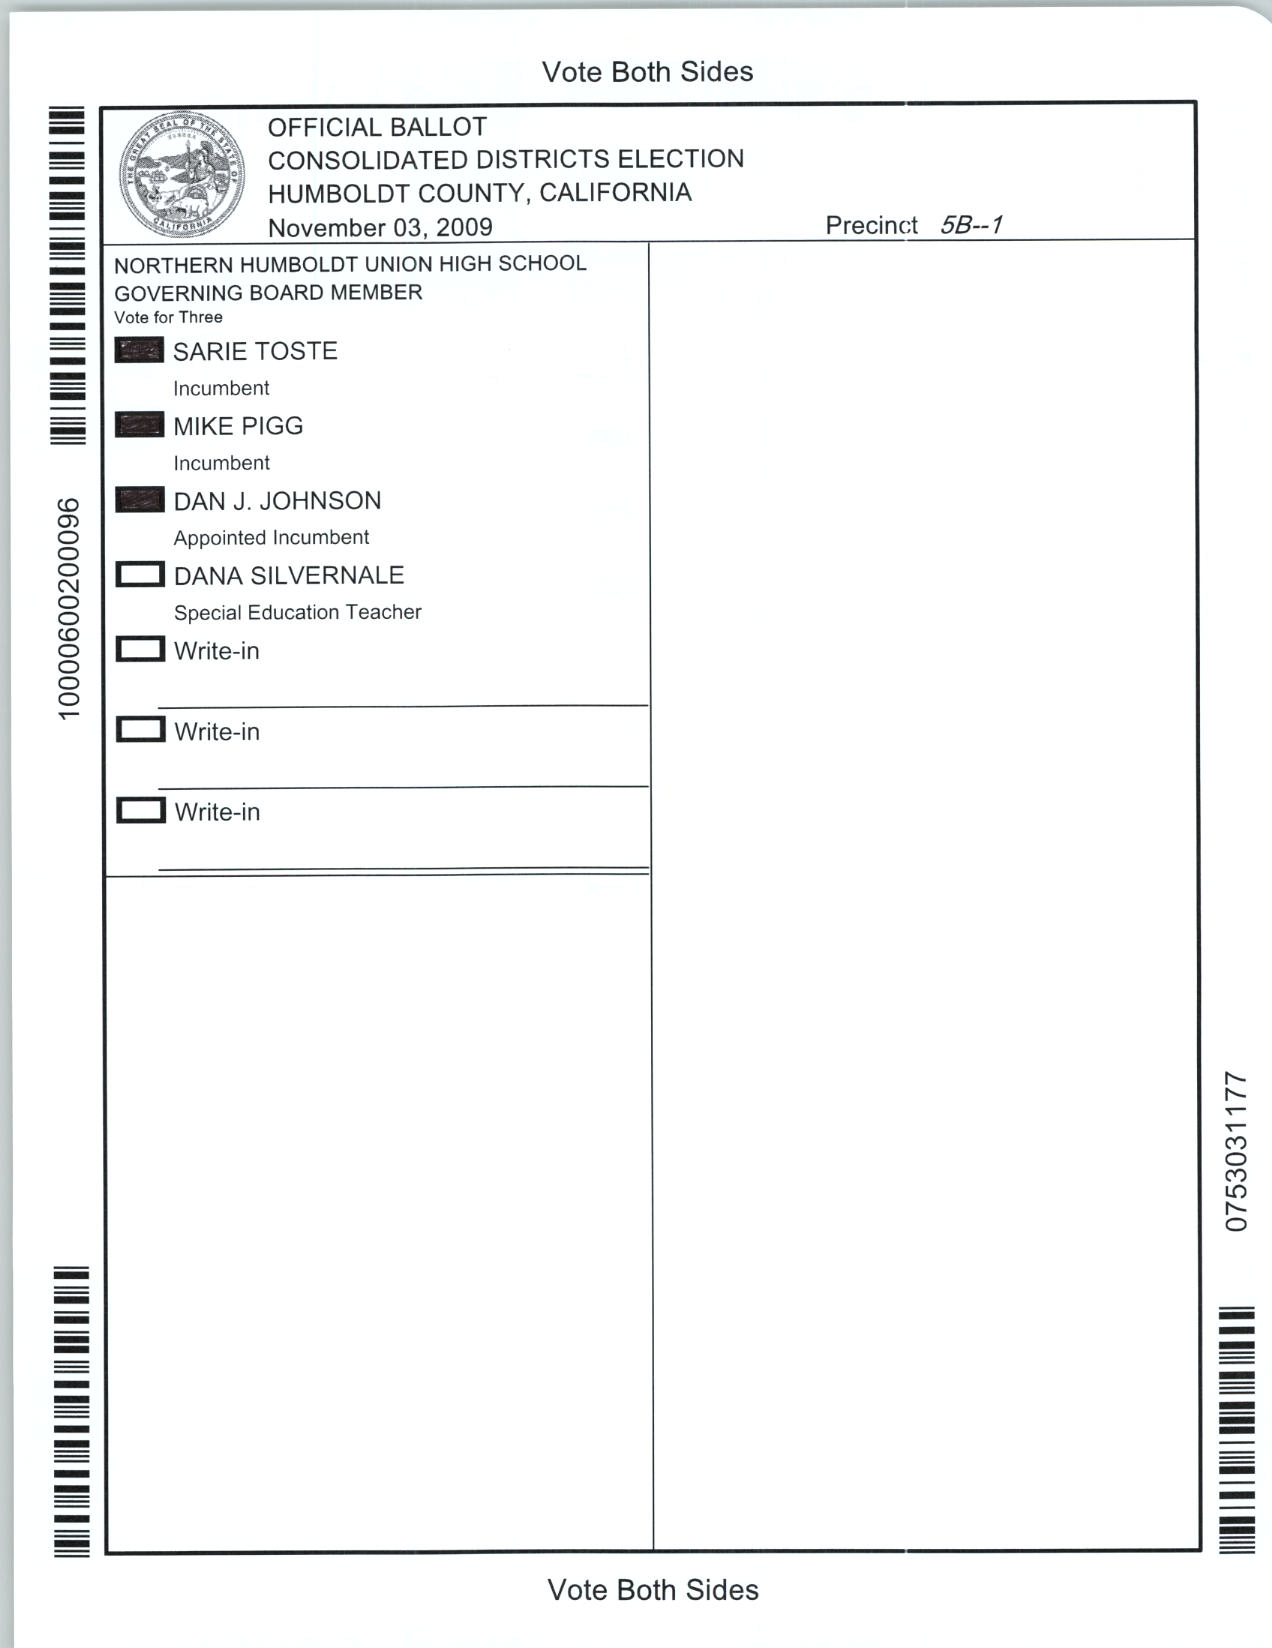 Vote Both Sides
OFFICIAL BALLOT
CONSOLIDATED DISTRICTS ELECTION
HUMBOLDT COUNTY, CALIFORNIA
November 03, 2009
Precinct 5B--1
THE GREAT SEAL OF THE STATE OF CALIFORNIA
EUREKA
NORTHERN HUMBOLDT UNION HIGH SCHOOL
GOVERNING BOARD MEMBER
Vote for Three
SARIE TOSTE
Incumbent
MIKE PIGG
Incumbent
DAN J. JOHNSON
Appointed Incumbent
DANA SILVERNALE
Special Education Teacher
Write-in
Write-in
Write-in
100060020096
0753031177
Vote Both Sides